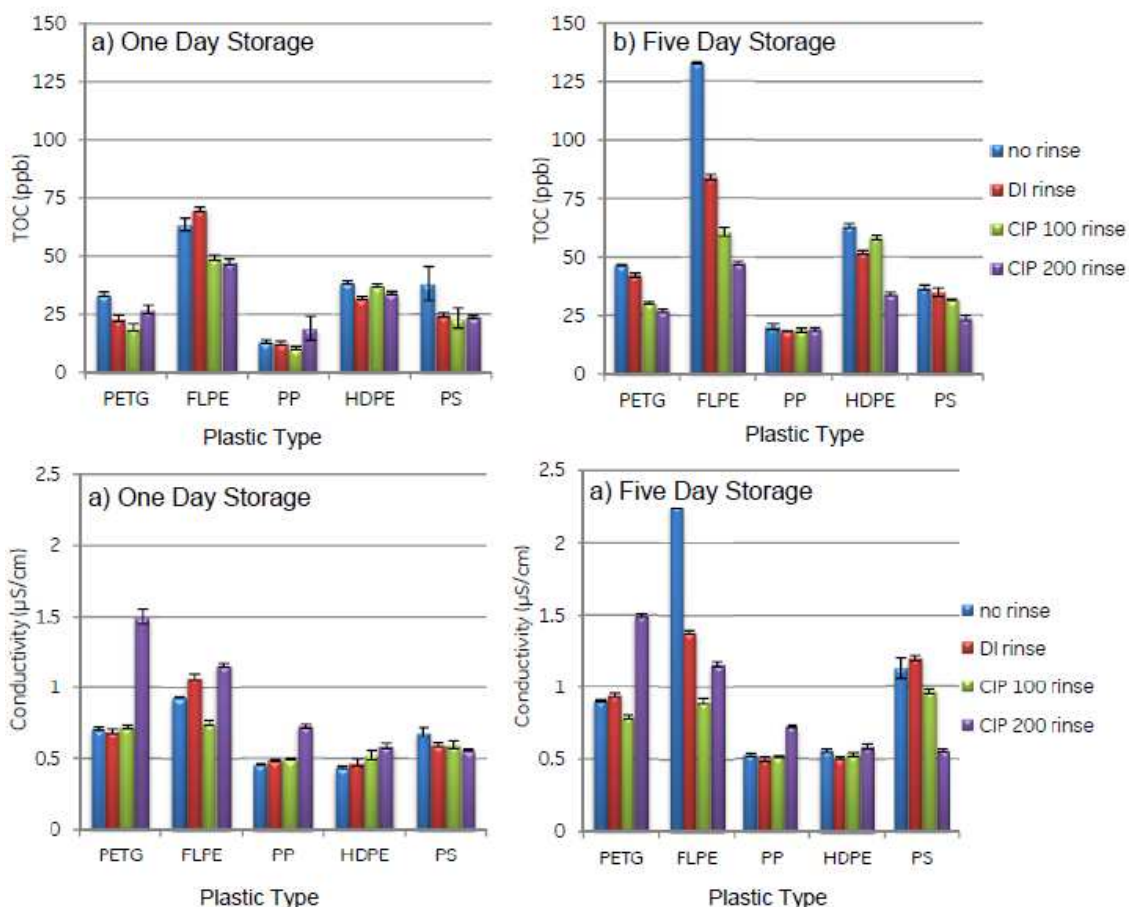 a) One Day Storage
150
125
100
75
50
25
0
TOC (ppb)
PETG FLPE PP HDPE PS
Plastic Type
b) Five Day Storage
150
125
100
75
50
25
0
TOC (ppb)
PETG FLPE PP HDPE PS
Plastic Type
no rinse
DI rinse
CIP 100 rinse
CIP 200 rinse
a) One Day Storage
2.5
2
1.5
1
0.5
0
Conductivity (µS/cm)
PETG FLPE PP HDPE PS
Plastic Type
a) Five Day Storage
2.5
2
1.5
1
0.5
0
Conductivity (µS/cm)
PETG FLPE PP HDPE PS
Plastic Type
no rinse
DI rinse
CIP 100 rinse
CIP 200 rinse